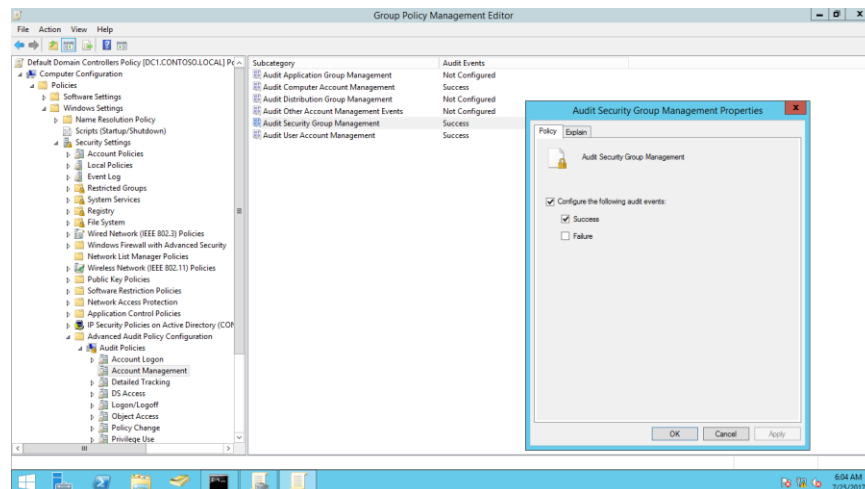 Group Policy Management Editor
File Action View Help
Default Domain Controllers Policy [DC1.CONTOSO.LOCAL] Pc
Computer Configuration
Policies
Software Settings
Windows Settings
Name Resolution Policy
Scripts (Startup/Shutdown)
Security Settings
Account Policies
Local Policies
Event Log
Restricted Groups
System Services
Registry
File System
Wired Network (IEEE 802.3) Policies
Windows Firewall with Advanced Security
Network List Manager Policies
Wireless Network (IEEE 802.11) Policies
Public Key Policies
Software Restriction Policies
Network Access Protection
Application Control Policies
IP Security Policies on Active Directory (CON
Advanced Audit Policy Configuration
Audit Policies
Account Logon
Account Management
Detailed Tracking
DS Access
Logon/Logoff
Object Access
Policy Change
Privilege Use
Subcategory Audit Events
Audit Application Group Management Not Configured
Audit Computer Account Management Success
Audit Distribution Group Management Not Configured
Audit Other Account Management Events Not Configured
Audit Security Group Management Success
Audit User Account Management Success
Audit Security Group Management Properties
Policy Explain
Audit Security Group Management
Configure the following audit events:
Success
Failure
OK Cancel Apply
6:04 AM